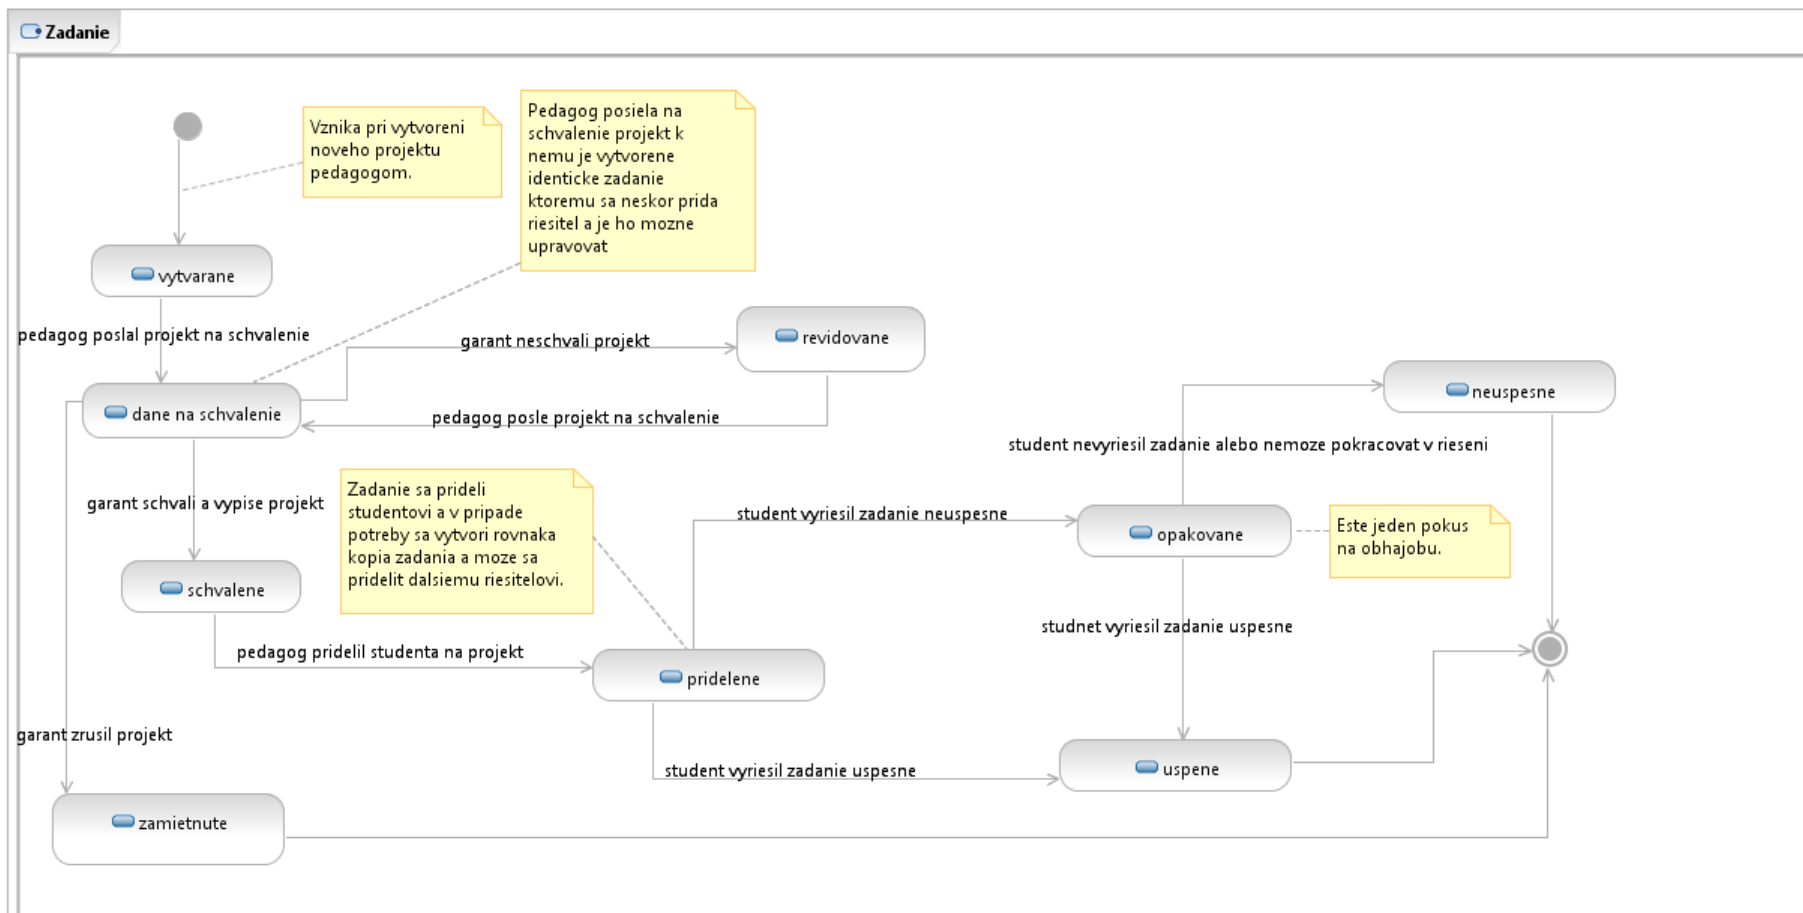 Zadanie
Vznika pri vytvoreni
noveho projektu
pedagogom.
Pedagog posiela na
schvalenie projekt k
nemu je vytvorene
identicke zadanie
ktoremu sa neskor prida
riesitel a je ho mozne
upravovat
vytvarane
pedagog poslal projekt na schvalenie
garant neschvali projekt
revidovane
dane na schvalenie
pedagog posle projekt na schvalenie
neuspesne
student nevyriesil zadanie alebo nemoze pokracovat v rieseni
garant schvali a vypise projekt
Zadanie sa prideli
studentovi a v pripade
potreby sa vytvori rovnaka
kopia zadania a moze sa
pridelit dalsiemu riesitelovi.
student vyriesil zadanie neuspesne
opakovane
Este jeden pokus
na obhajobu.
schvalene
studnet vyriesil zadanie uspesne
pedagog pridelil studenta na projekt
pridelene
garant zrusil projekt
student vyriesil zadanie uspesne
uspene
zamietnute